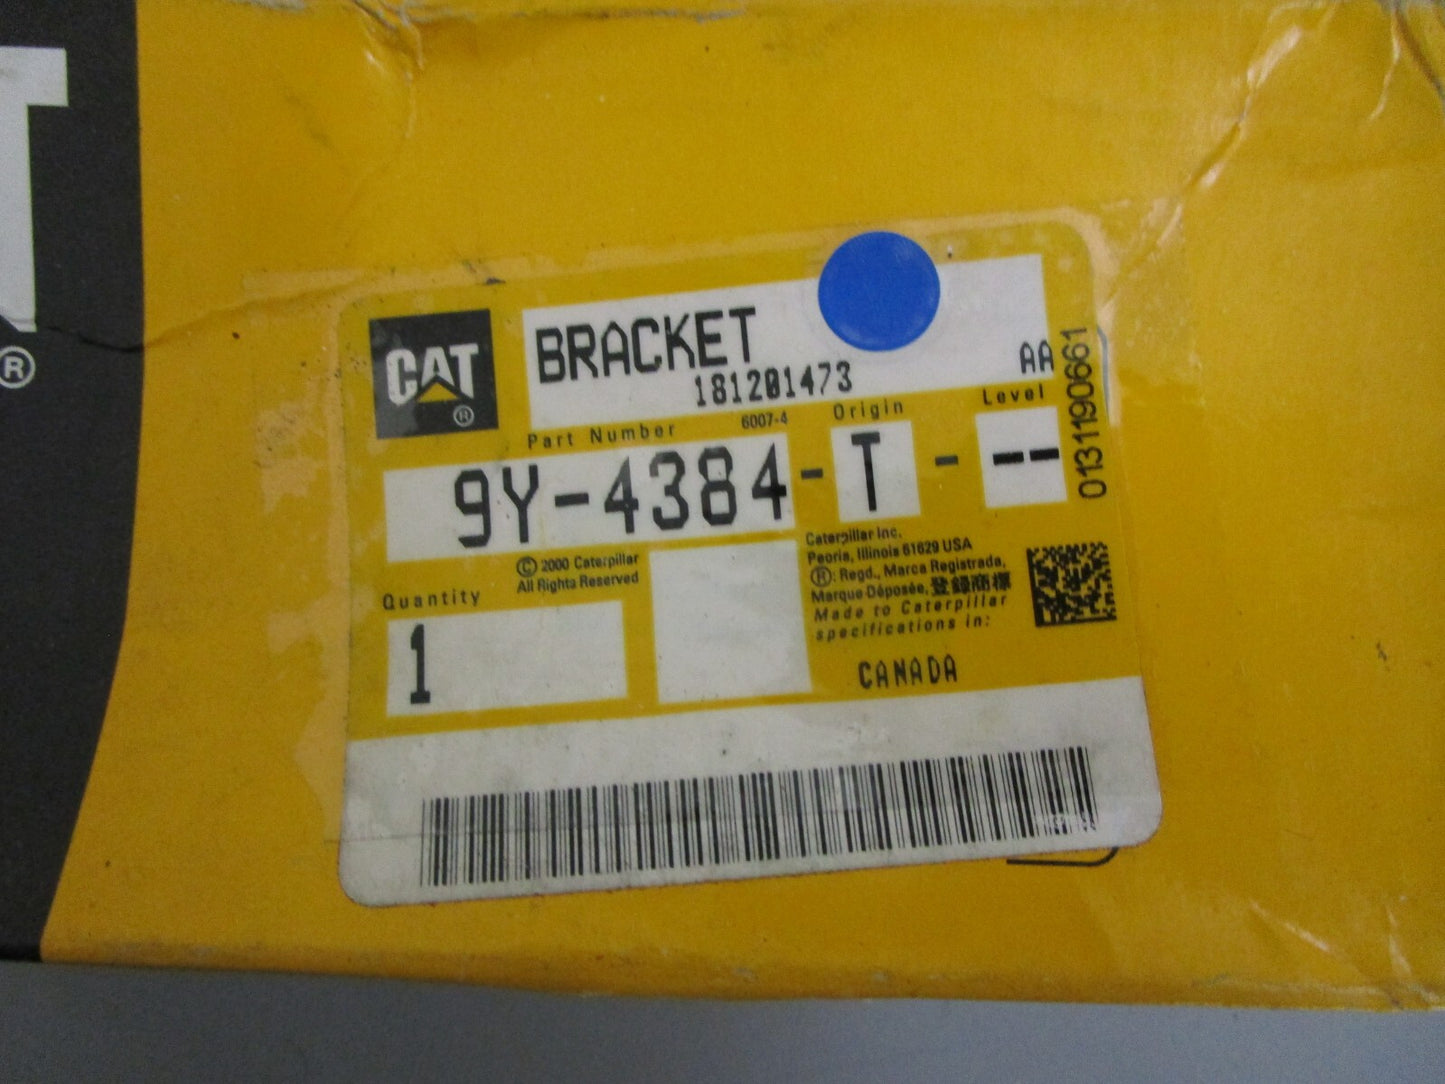 T
®
CAT
®
BRACKET
181201473
AA
Part Number 6007-4 Origin Level
9Y-4384-T---
0131190661
© 2000 Caterpillar
All Rights Reserved
Caterpillar Inc.
Peoria, Illinois 61629 USA
®: Regd., Marca Registrada,
Marque Déposée, 登録商標
Made to Caterpillar
specifications in:
CANADA
Quantity
1